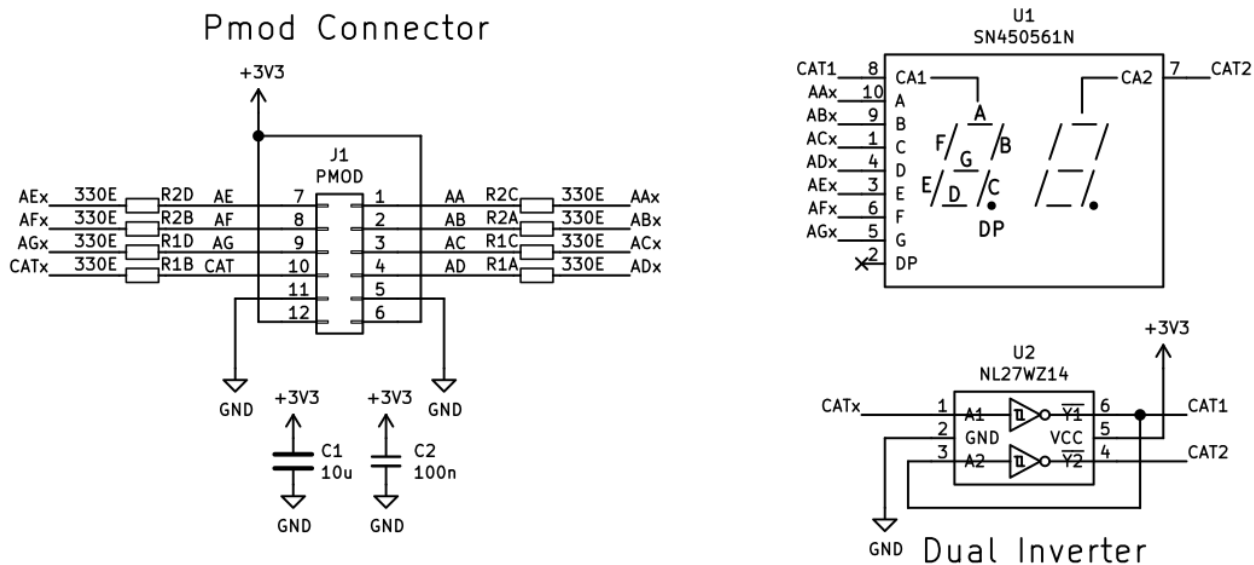 Pmod Connector
+3V3
J1
PMOD
AEx 330E R2D AE 7 1 AA R2C 330E AAx
AFx 330E R2B AF 8 2 AB R2A 330E ABx
AGx 330E R1D AG 9 3 AC R1C 330E ACx
CATx 330E R1B CAT 10 4 AD R1A 330E ADx
11 5
12 6
GND GND
+3V3 +3V3
C1 C2
10u 100n
GND GND
U1
SN450561N
CAT1 8 CA1 CA2 7 CAT2
AAx 10 A
ABx 9 B
ACx 1 C
ADx 4 D
AEx 3 E
AFx 6 F
AGx 5 G
2 DP
A
F B
G
E D C
DP
+3V3
U2
NL27WZ14
CATx 1 A1 Y1 6 CAT1
2 GND VCC 5
3 A2 Y2 4 CAT2
GND
Dual Inverter